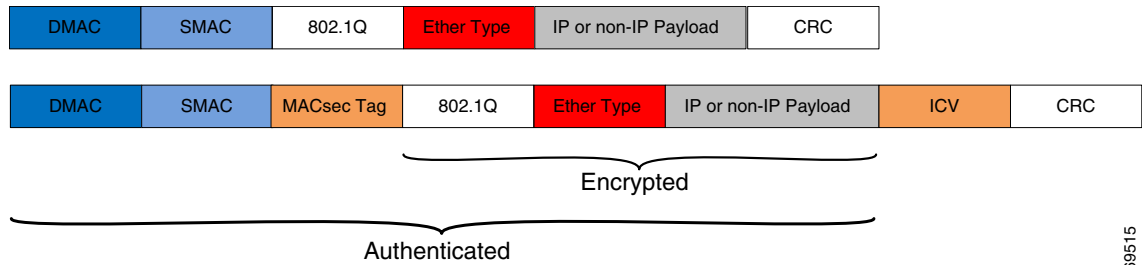 DMAC SMAC 802.1Q Ether Type IP or non-IP Payload CRC
DMAC SMAC MACsec Tag 802.1Q Ether Type IP or non-IP Payload ICV CRC
Encrypted
Authenticated